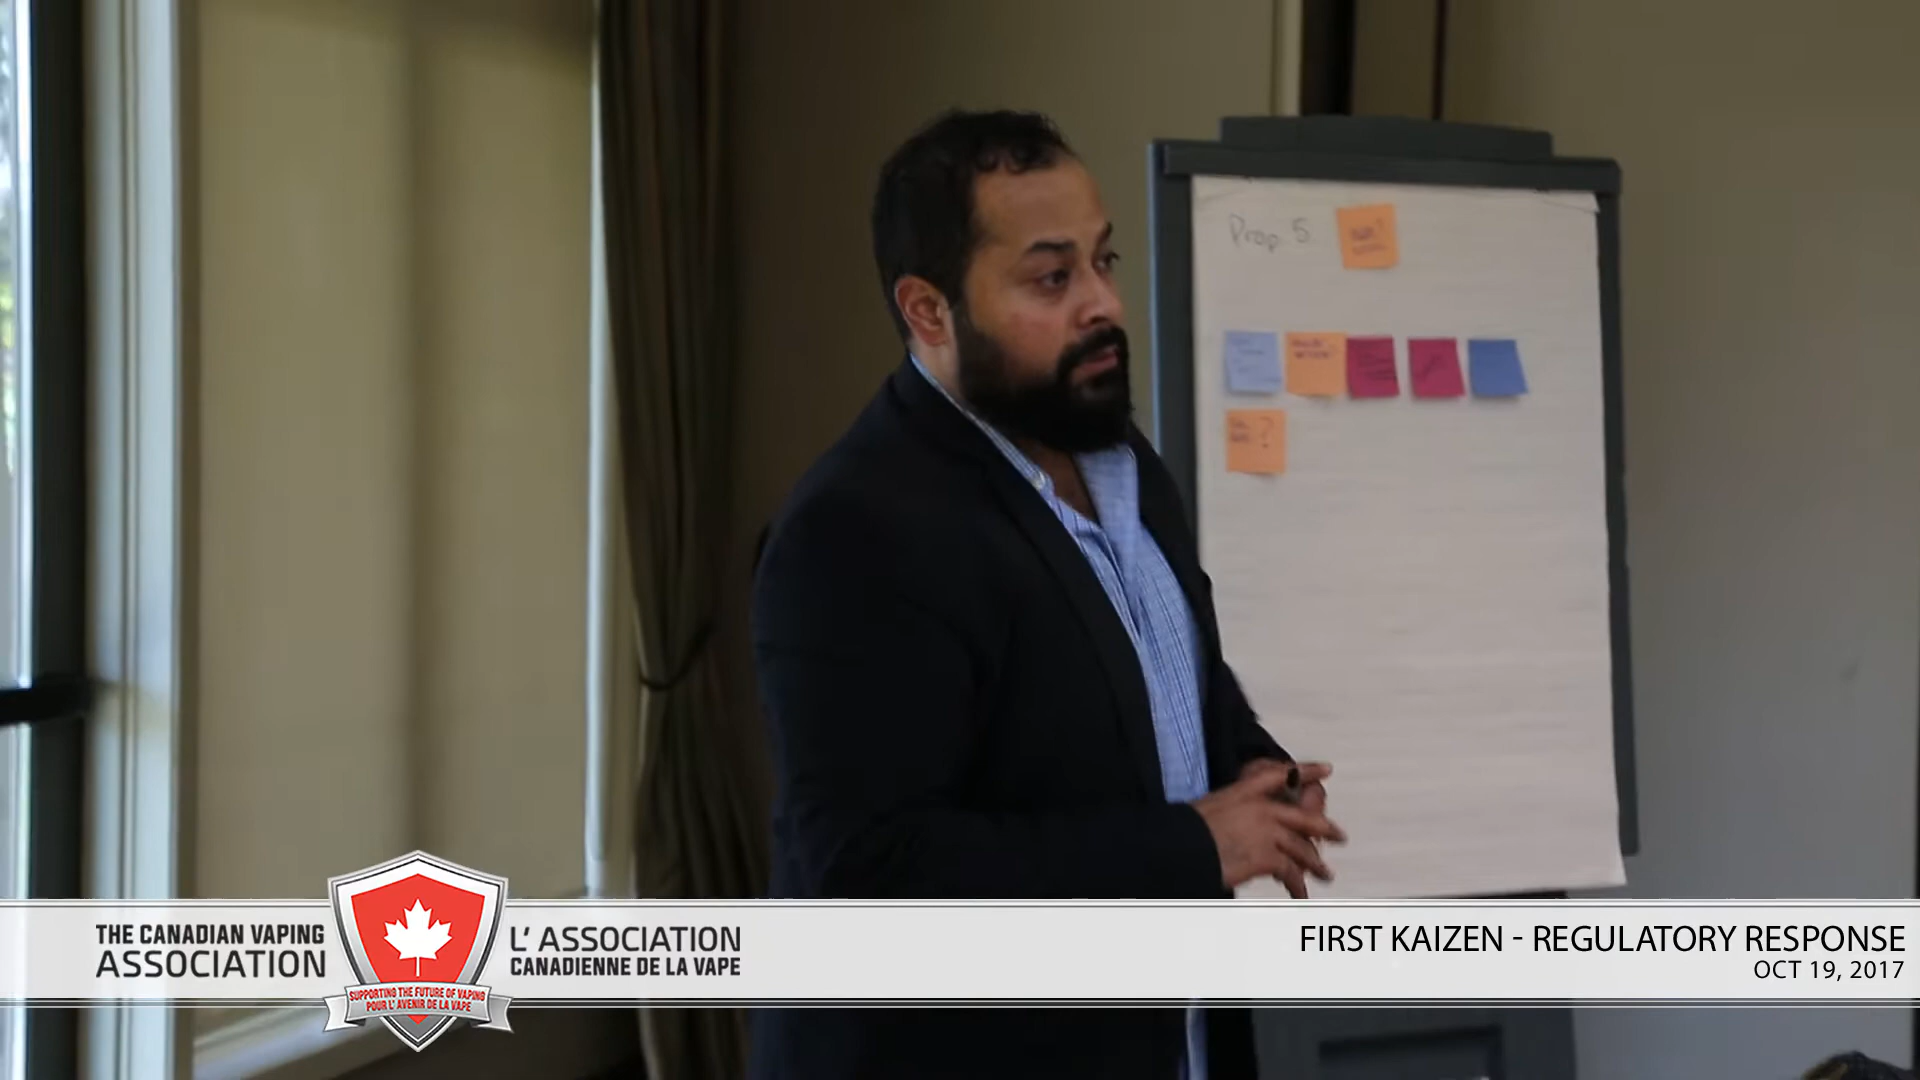 Prop 5
?
THE CANADIAN VAPING
ASSOCIATION
L' ASSOCIATION
CANADIENNE DE LA VAPE
SUPPORTING THE FUTURE OF VAPING
POUR L' AVENIR DE LA VAPE
FIRST KAIZEN - REGULATORY RESPONSE
OCT 19, 2017